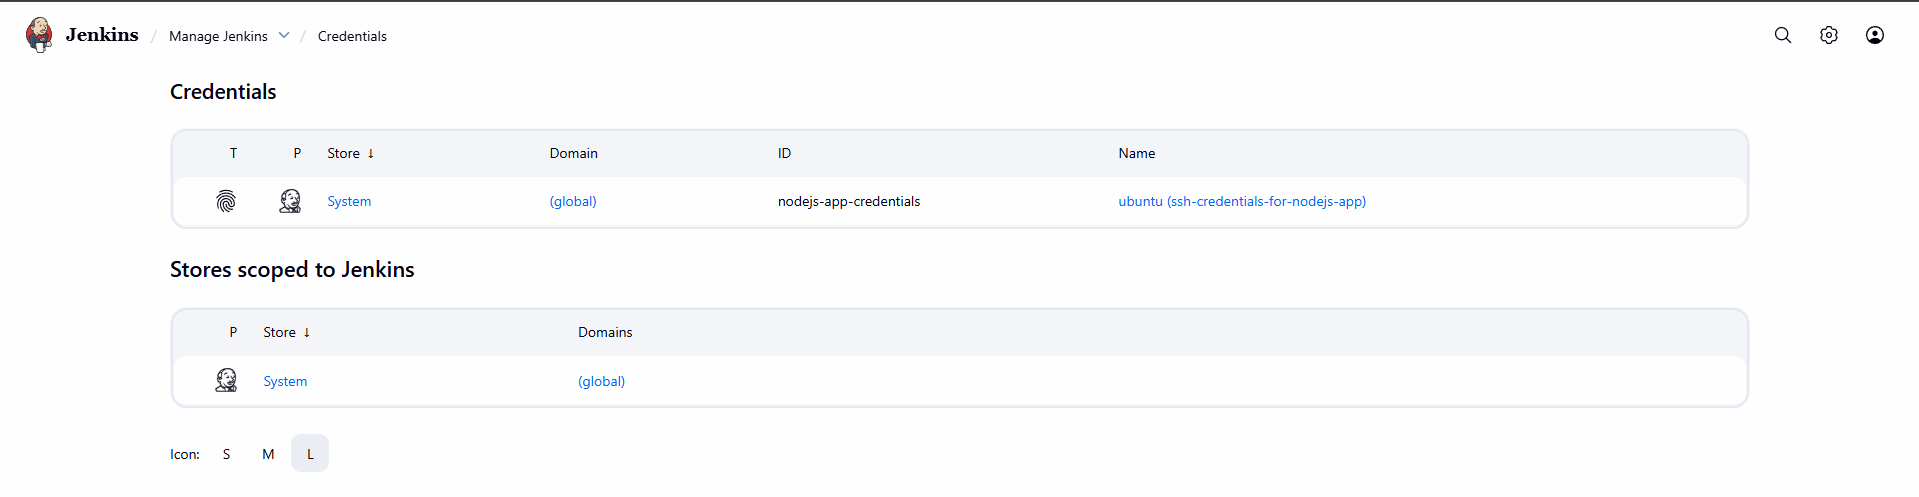 Jenkins / Manage Jenkins / Credentials
Credentials
T P Store ↓ Domain ID Name
System (global) nodejs-app-credentials ubuntu (ssh-credentials-for-nodejs-app)
Stores scoped to Jenkins
P Store ↓ Domains
System (global)
Icon: S M L